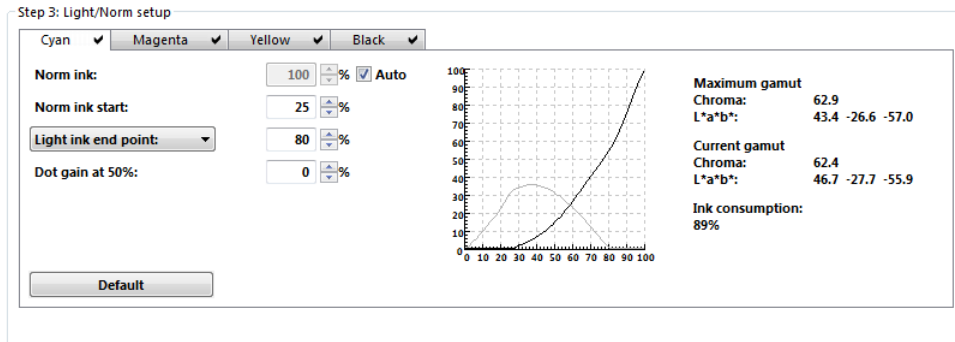 Step 3: Light/Norm setup
Cyan Magenta Yellow Black
Norm ink: 100 % Auto
Norm ink start: 25 %
Light ink end point: 80 %
Dot gain at 50%: 0 %
Default
100
90
80
70
60
50
40
30
20
10
0
0 10 20 30 40 50 60 70 80 90 100
Maximum gamut
Chroma: 62.9
L*a*b*: 43.4 -26.6 -57.0
Current gamut
Chroma: 62.4
L*a*b*: 46.7 -27.7 -55.9
Ink consumption:
89%